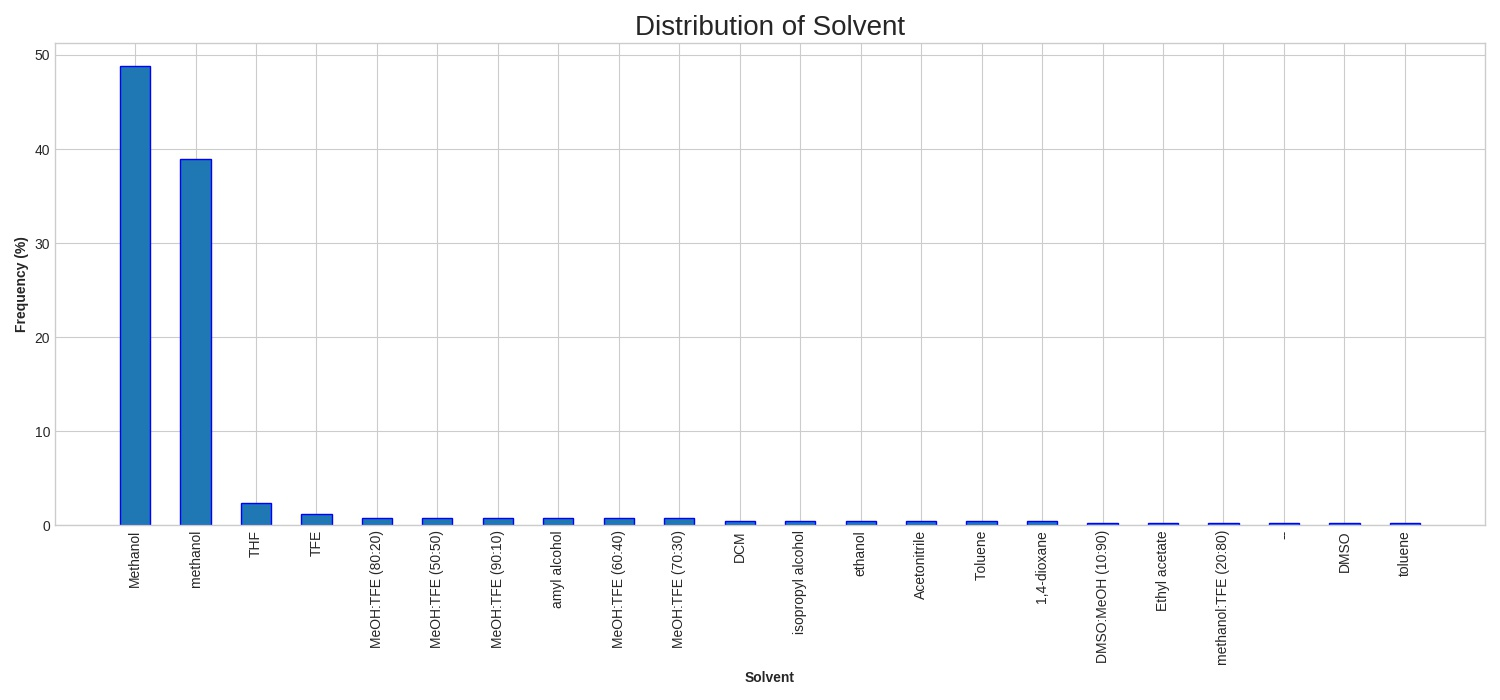 Distribution of Solvent
50
40
30
20
10
0
Frequency (%)
Methanol
methanol
THF
TFE
MeOH:TFE (80:20)
MeOH:TFE (50:50)
MeOH:TFE (90:10)
amyl alcohol
MeOH:TFE (60:40)
MeOH:TFE (70:30)
DCM
isopropyl alcohol
ethanol
Acetonitrile
Toluene
1,4-dioxane
DMSO:MeOH (10:90)
Ethyl acetate
methanol:TFE (20:80)
–
DMSO
toluene
Solvent